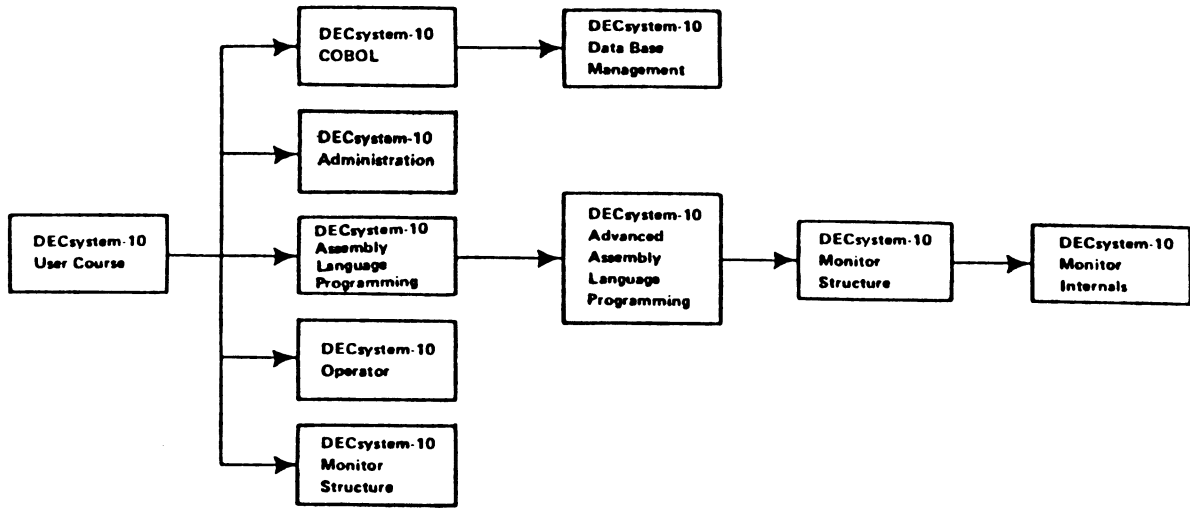 DECsystem-10
COBOL
DECsystem-10
Data Base
Management
DECsystem-10
Administration
DECsystem-10
User Course
DECsystem-10
Assembly
Language
Programming
DECsystem-10
Advanced
Assembly
Language
Programming
DECsystem-10
Monitor
Structure
DECsystem-10
Monitor
Internals
DECsystem-10
Operator
DECsystem-10
Monitor
Structure